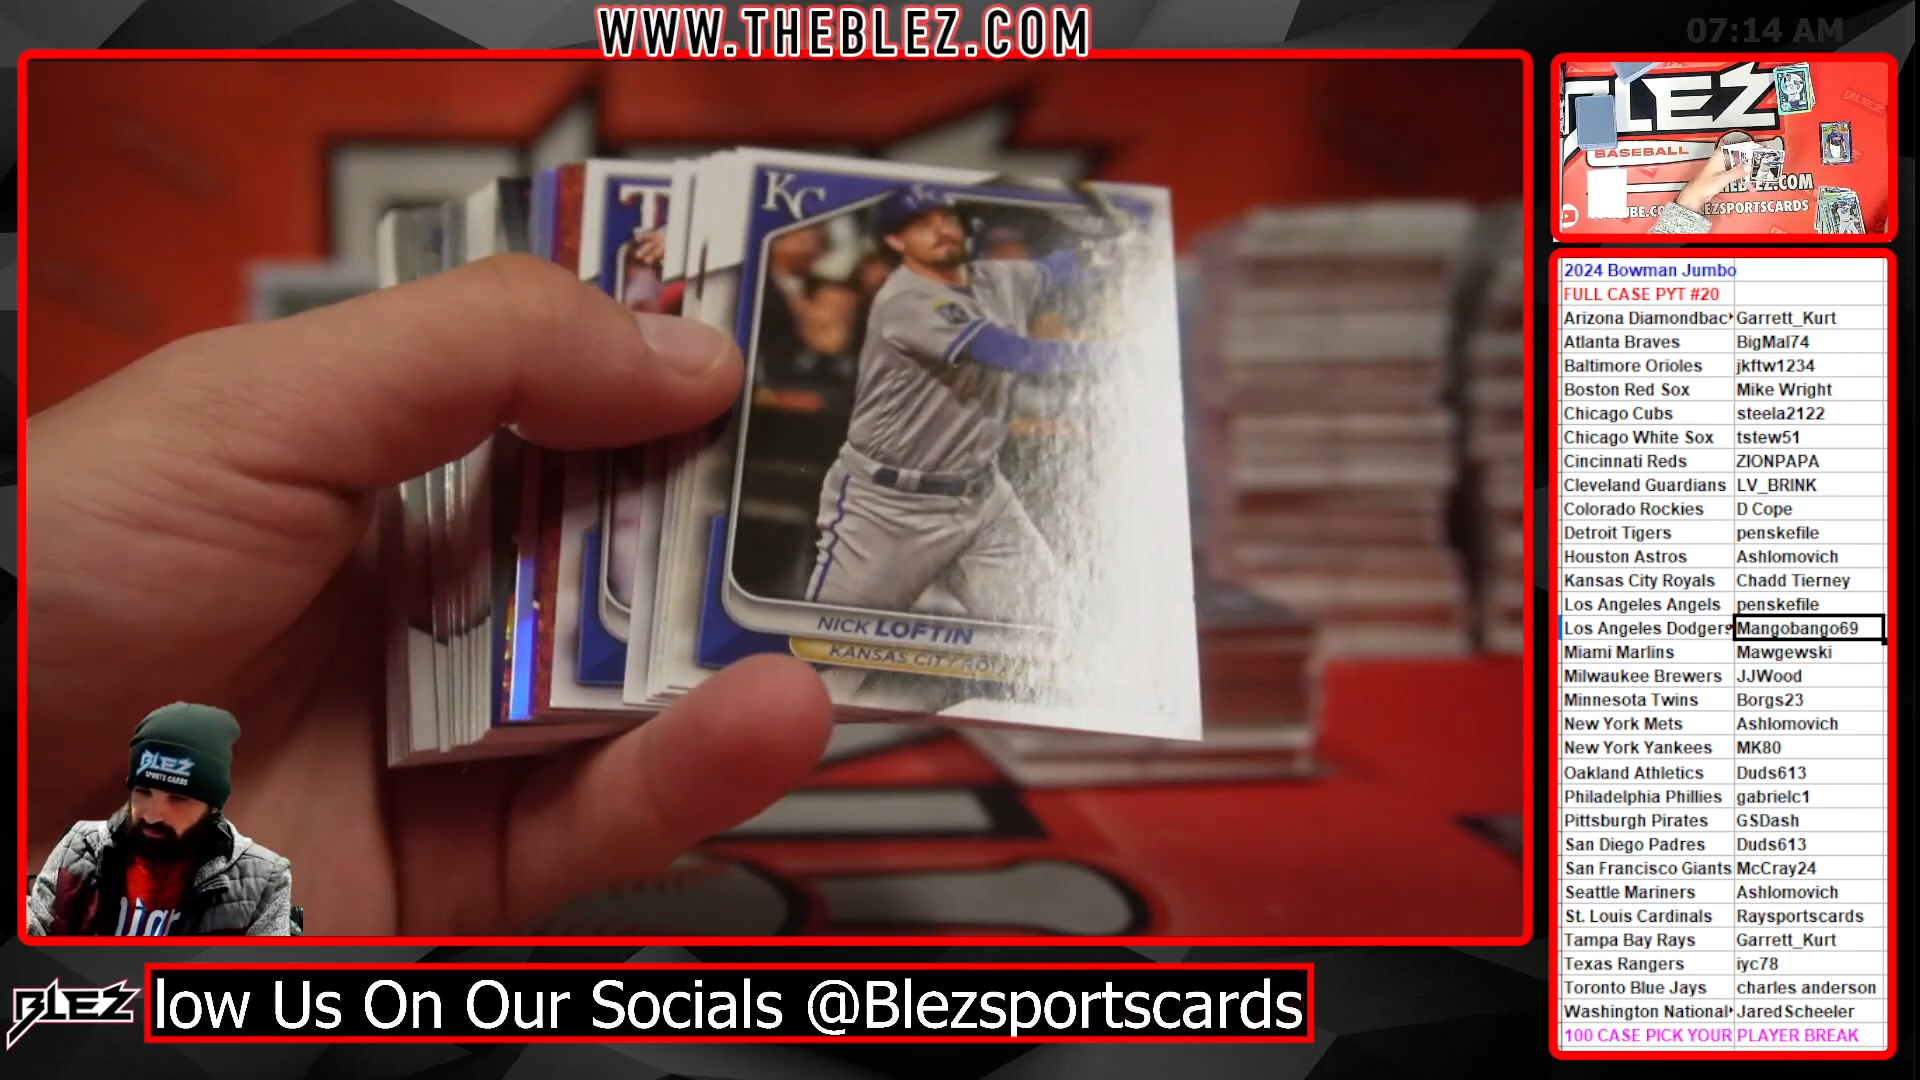 WWW.THEBLEZ.COM
07:14 AM
KC
T
NICK LOFTIN
KANSAS CITY
BLEZ
BASEBALL
2024 Bowman Jumbo
FULL CASE PYT #20
Arizona Diamondbac Garrett_Kurt
Atlanta Braves BigMal74
Baltimore Orioles jkftw1234
Boston Red Sox Mike Wright
Chicago Cubs steela2122
Chicago White Sox tstew51
Cincinnati Reds ZIONPAPA
Cleveland Guardians LV_BRINK
Colorado Rockies D Cope
Detroit Tigers penskefile
Houston Astros Ashlomovich
Kansas City Royals Chadd Tierney
Los Angeles Angels penskefile
Los Angeles Dodgers Mangobango69
Miami Marlins Mawgewski
Milwaukee Brewers JJWood
Minnesota Twins Borgs23
New York Mets Ashlomovich
New York Yankees MK80
Oakland Athletics Duds613
Philadelphia Phillies gabrielc1
Pittsburgh Pirates GSDash
San Diego Padres Duds613
San Francisco Giants McCray24
Seattle Mariners Ashlomovich
St. Louis Cardinals Raysportscards
Tampa Bay Rays Garrett_Kurt
Texas Rangers iyc78
Toronto Blue Jays charles anderson
Washington National JaredScheeler
100 CASE PICK YOUR PLAYER BREAK
BLEZ
SPORTS CARDS
BLEZ
low Us On Our Socials @Blezsportscards